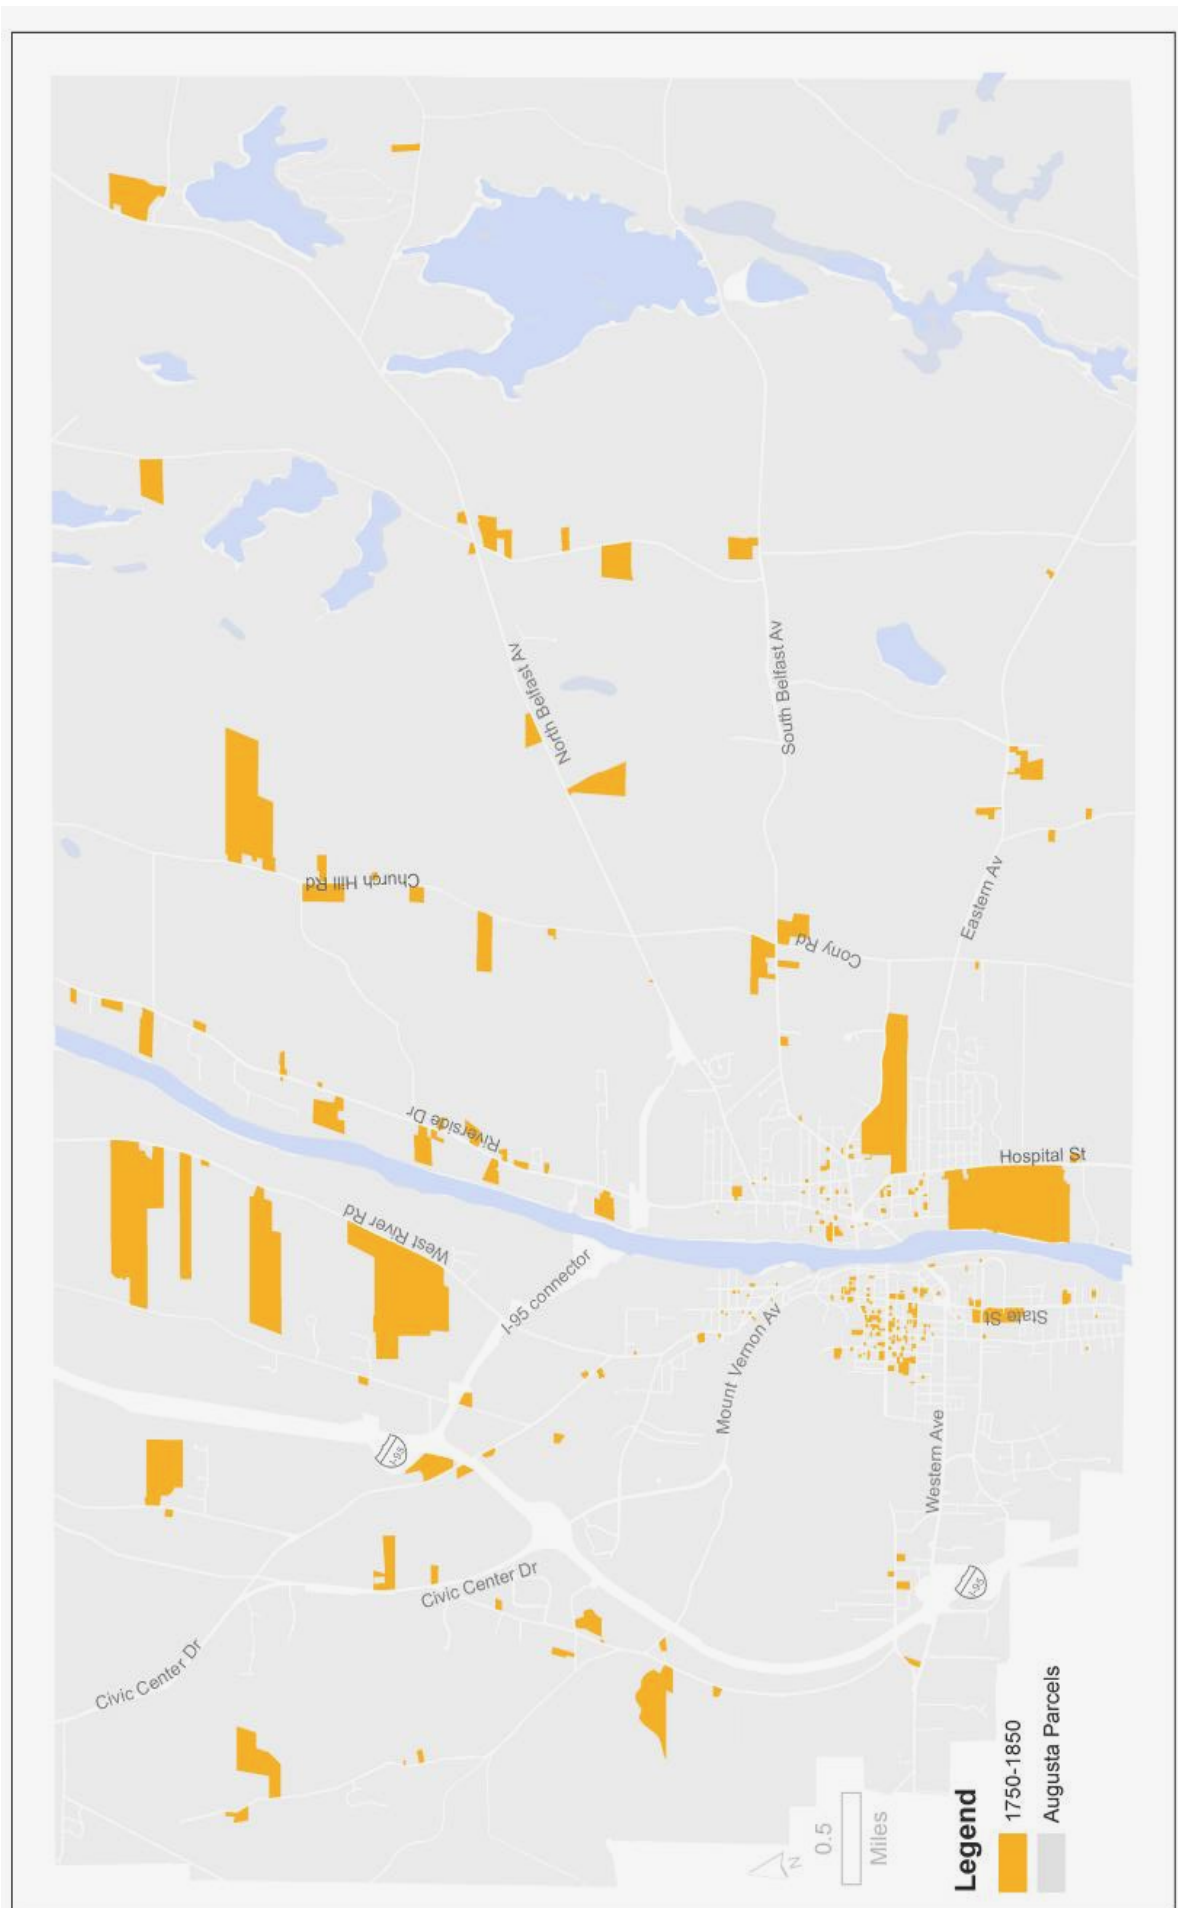 North Belfast Av
South Belfast Av
Church Hill Rd
Cony Rd
Eastern Av
Riverside Dr
Hospital St
West River Rd
I-95 connector
State St
Mount Vernon Av
Western Ave
I-95
Civic Center Dr
I-95
Civic Center Dr
N
0.5
Miles
Legend
1750-1850
Augusta Parcels